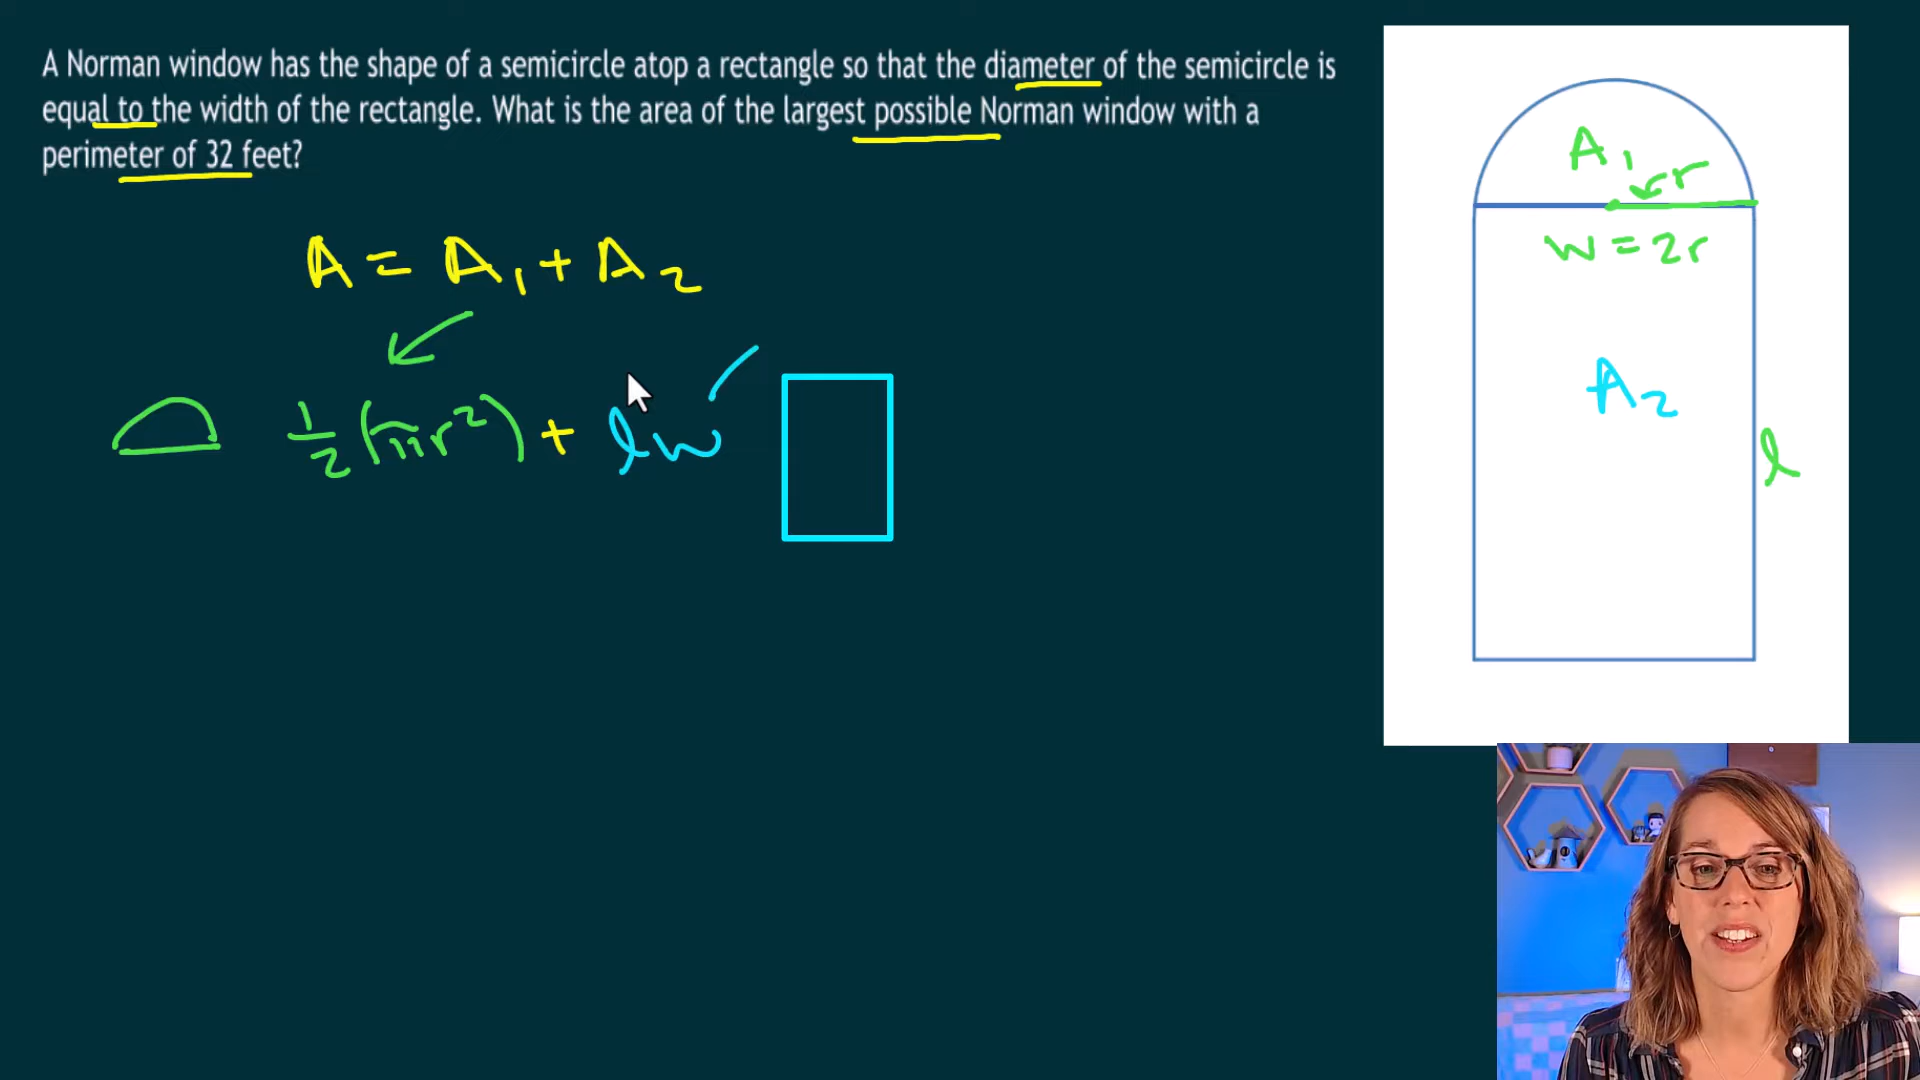 A Norman window has the shape of a semicircle atop a rectangle so that the diameter of the semicircle is
equal to the width of the rectangle. What is the area of the largest possible Norman window with a
perimeter of 32 feet?
A = A₁ + A₂
½(πr²) + lw
A₁
r
w = 2r
A₂
l